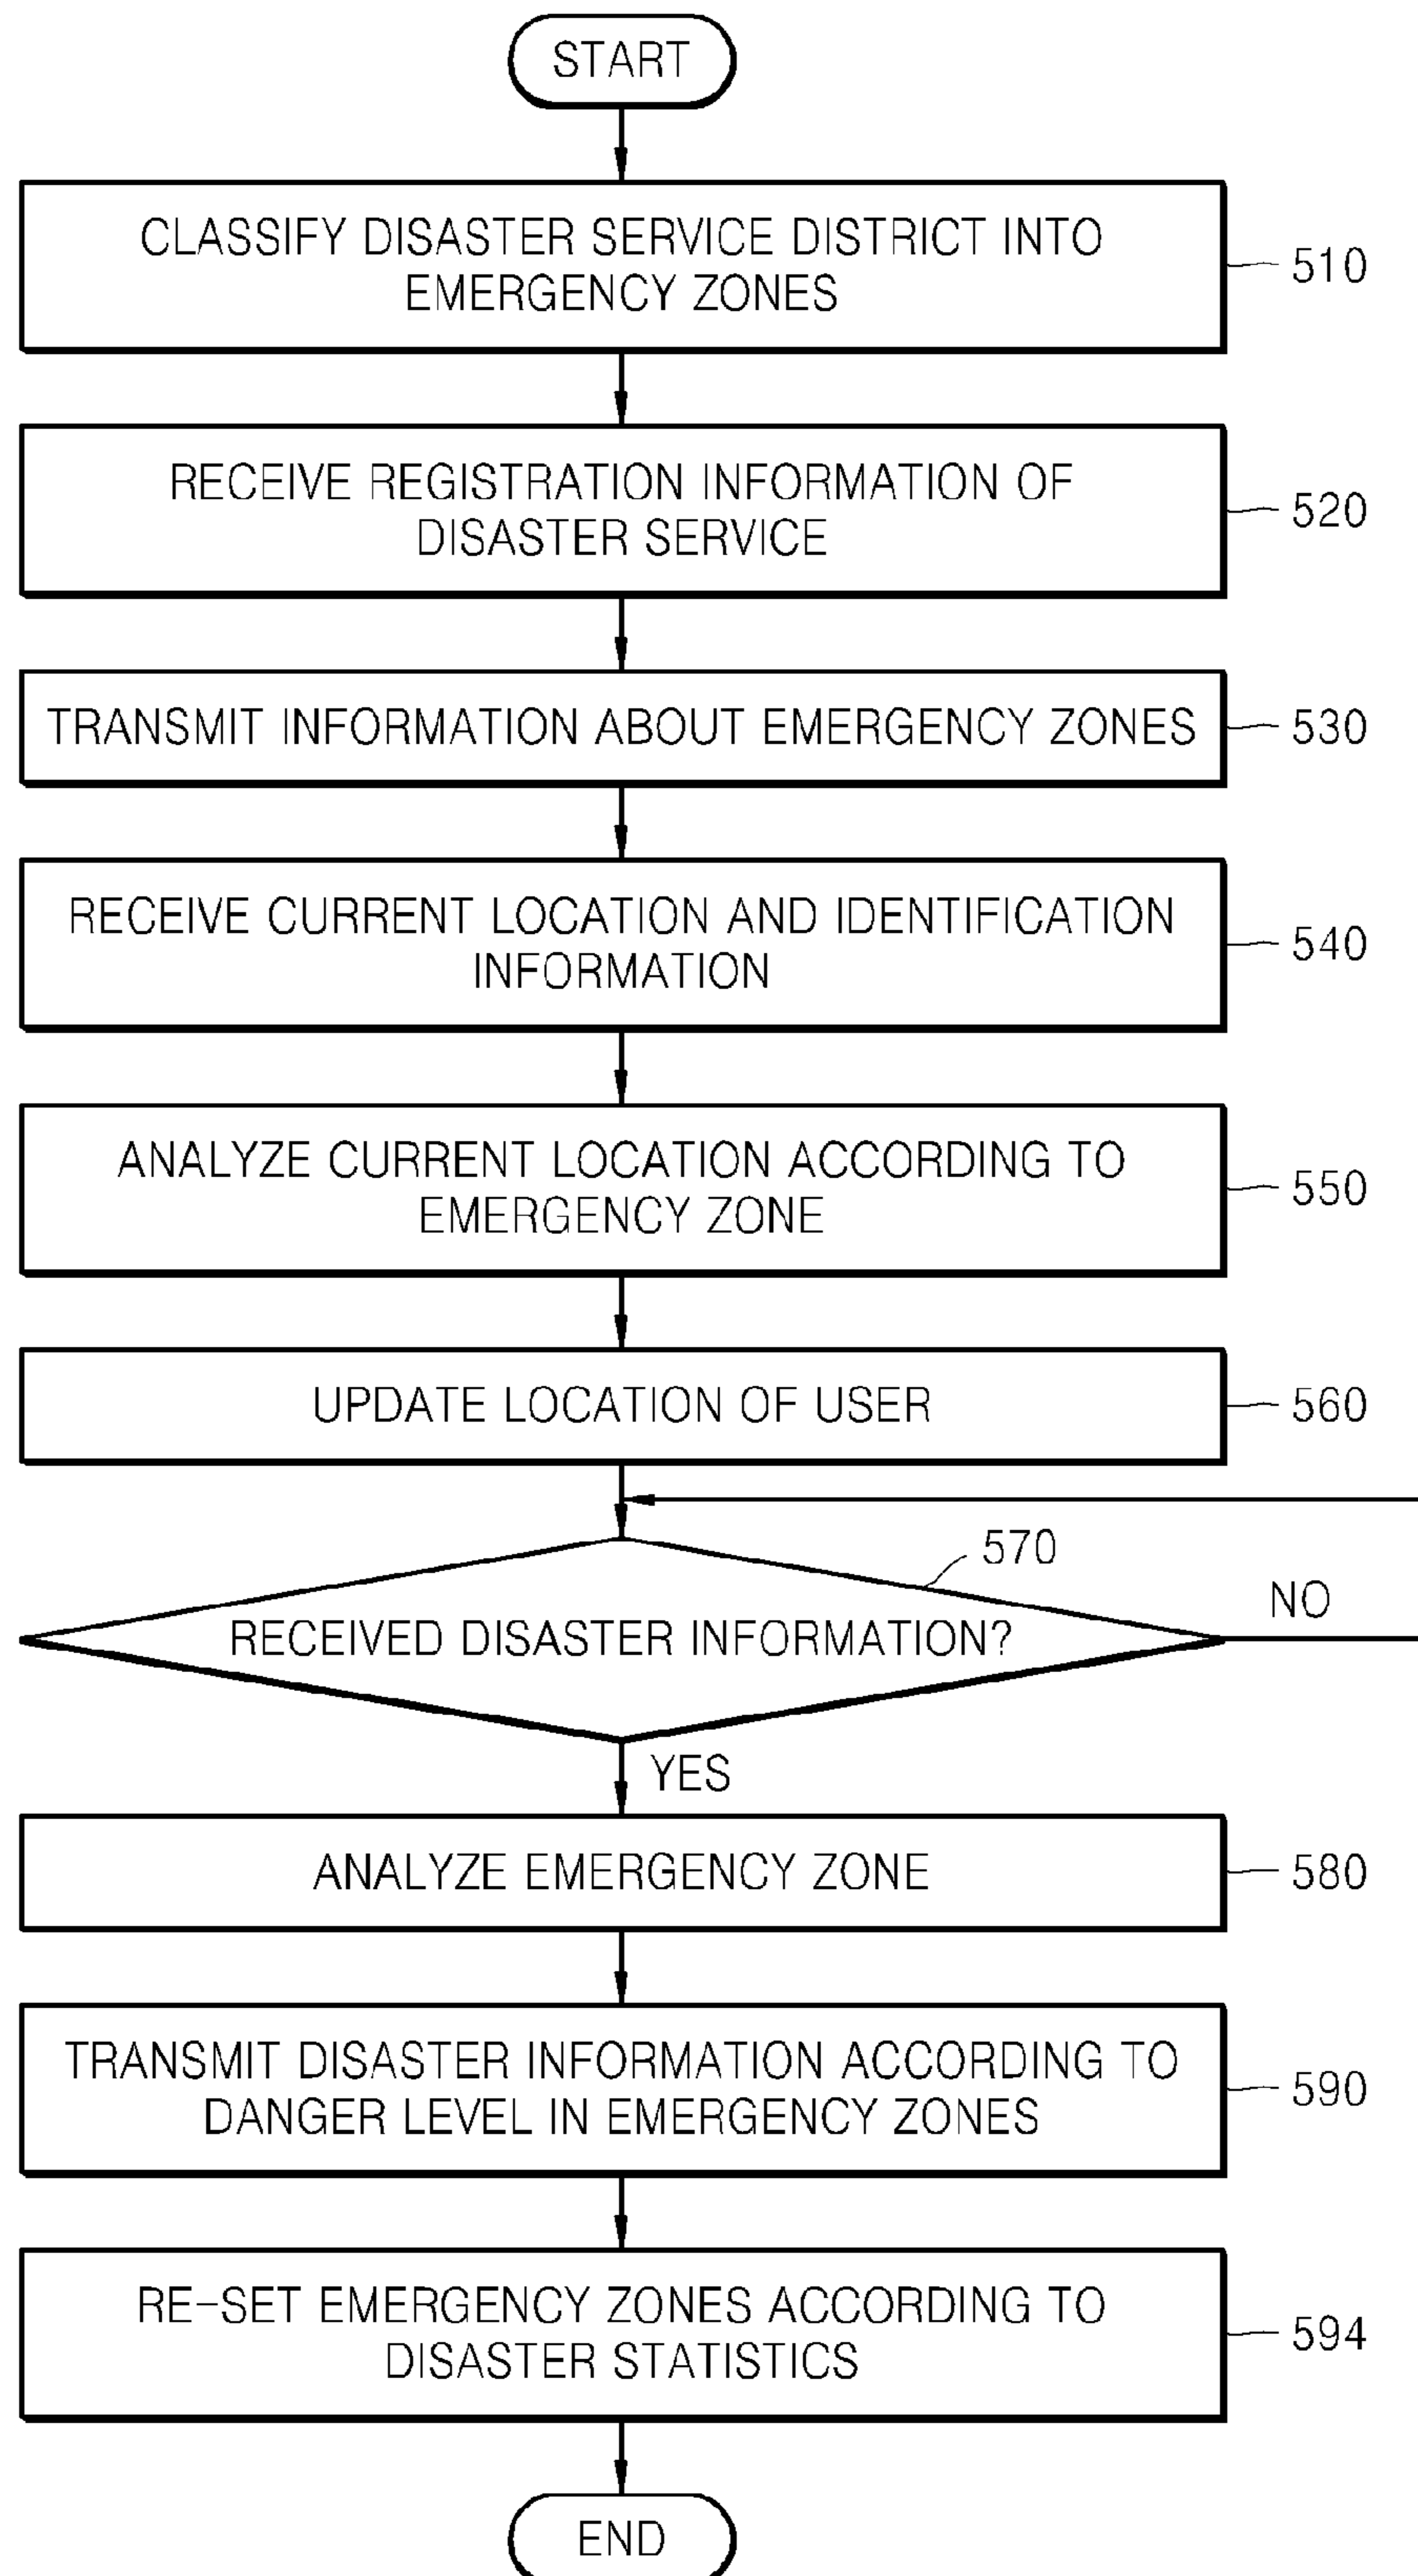 START
CLASSIFY DISASTER SERVICE DISTRICT INTO
EMERGENCY ZONES
510
RECEIVE REGISTRATION INFORMATION OF
DISASTER SERVICE
520
TRANSMIT INFORMATION ABOUT EMERGENCY ZONES
530
RECEIVE CURRENT LOCATION AND IDENTIFICATION
INFORMATION
540
ANALYZE CURRENT LOCATION ACCORDING TO
EMERGENCY ZONE
550
UPDATE LOCATION OF USER
560
570
RECEIVED DISASTER INFORMATION?
NO
YES
ANALYZE EMERGENCY ZONE
580
TRANSMIT DISASTER INFORMATION ACCORDING TO
DANGER LEVEL IN EMERGENCY ZONES
590
RE-SET EMERGENCY ZONES ACCORDING TO
DISASTER STATISTICS
594
END